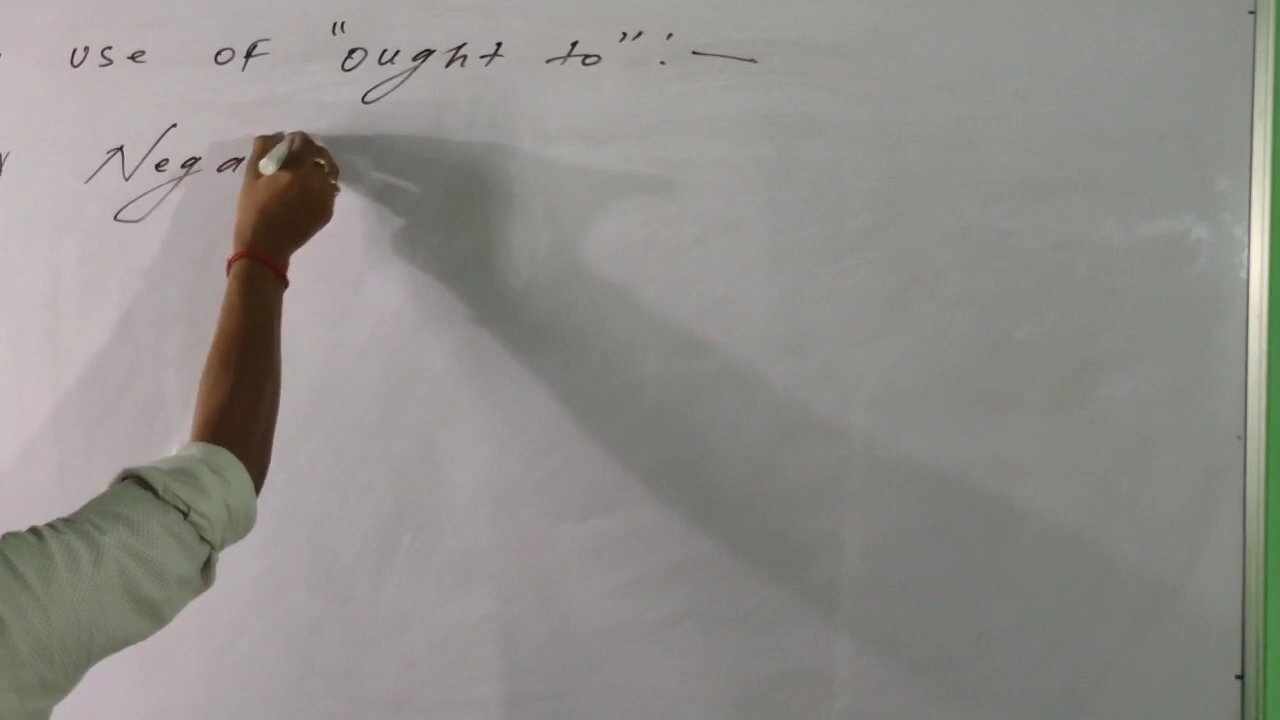 use of "ought to" : —
Nega